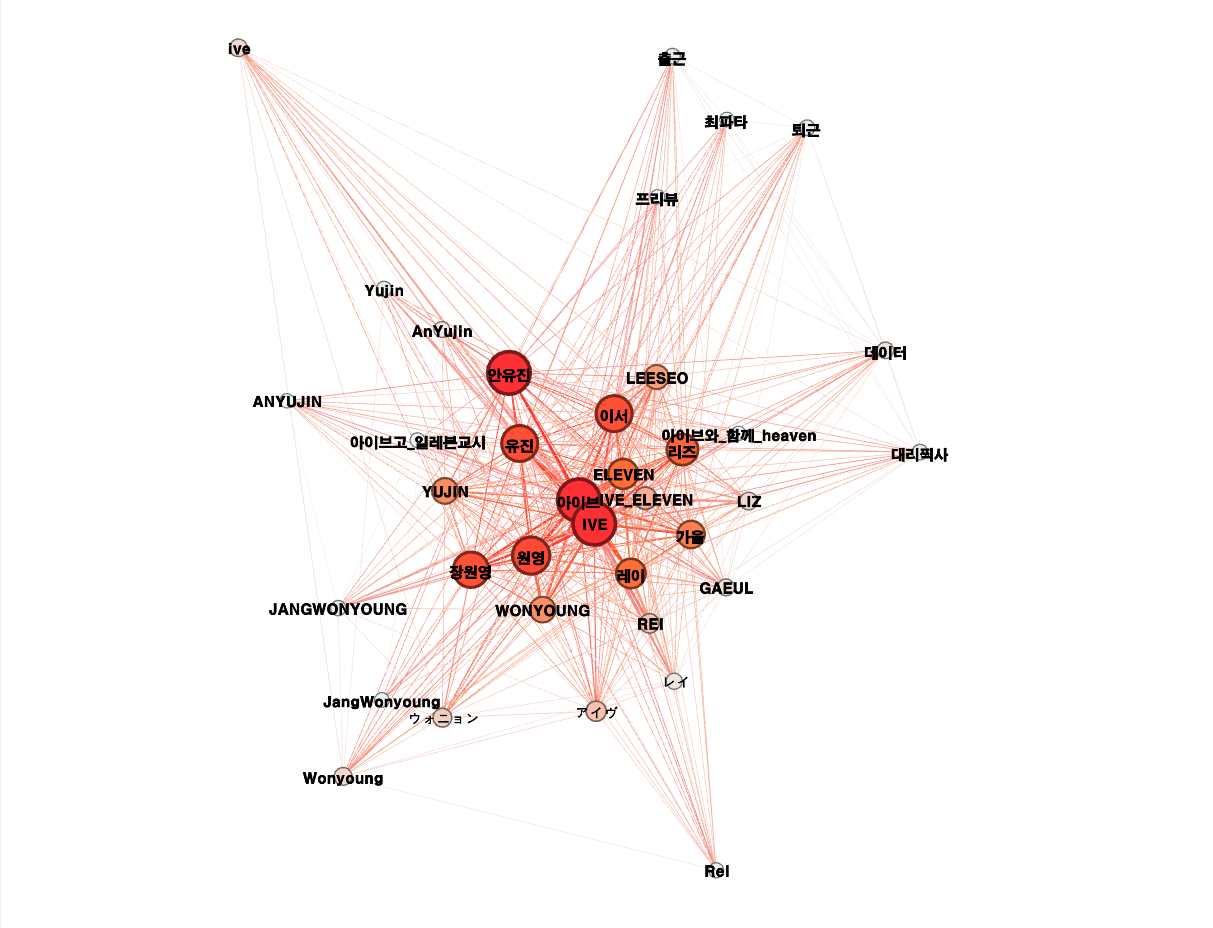 ive
출근
최파타
퇴근
프리뷰
Yujin
AnYujin
데이터
안유진
LEESEO
ANYUJIN
이서
아이브고_일레븐교시
유진
아이브와_함께_heaven
리즈
대리찍사
ELEVEN
YUJIN
아이브
IVE_ELEVEN
LIZ
IVE
가을
원영
장원영
레이
GAEUL
JANGWONYOUNG
WONYOUNG
REI
レイ
JangWonyoung
ウォニョン
アイヴ
Wonyoung
ReI